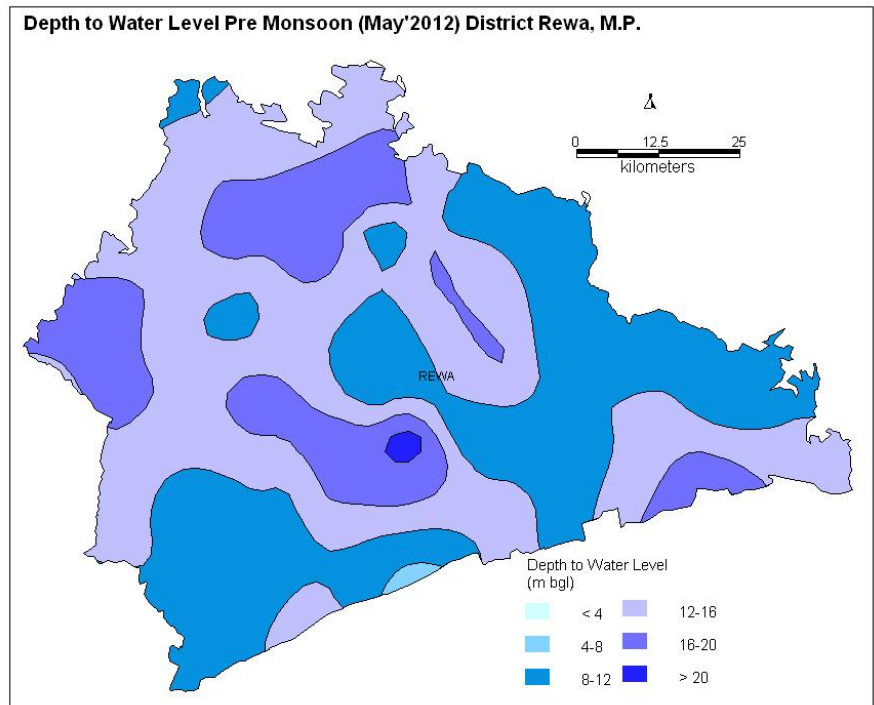 Depth to Water Level Pre Monsoon (May'2012) District Rewa, M.P.
0 12.5 25
kilometers
REWA
Depth to Water Level
(m bgl)
< 4 12-16
4-8 16-20
8-12 > 20